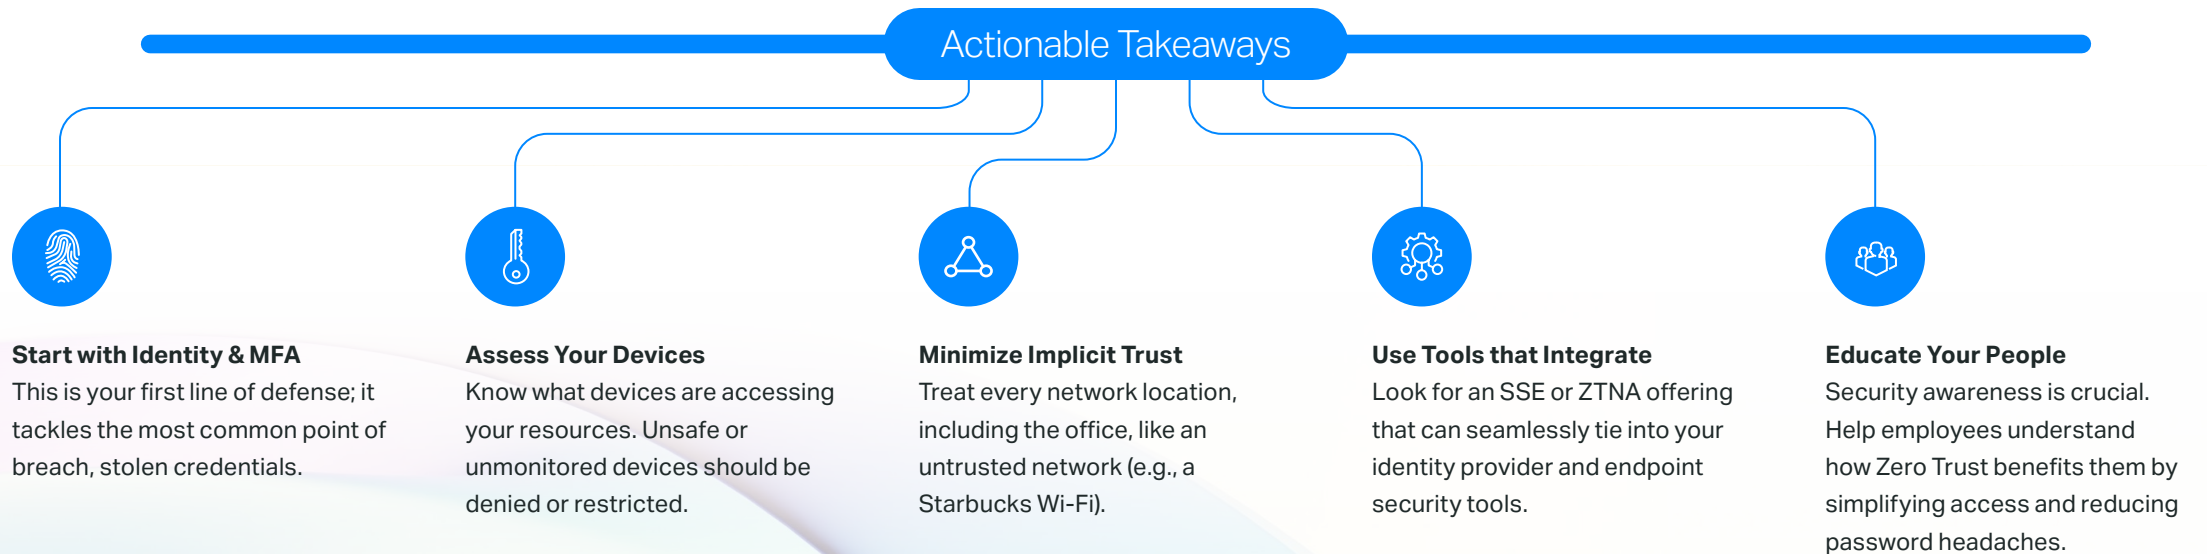 Actionable Takeaways
Start with Identity & MFA
This is your first line of defense; it
tackles the most common point of
breach, stolen credentials.
Assess Your Devices
Know what devices are accessing
your resources. Unsafe or
unmonitored devices should be
denied or restricted.
Minimize Implicit Trust
Treat every network location,
including the office, like an
untrusted network (e.g., a
Starbucks Wi-Fi).
Use Tools that Integrate
Look for an SSE or ZTNA offering
that can seamlessly tie into your
identity provider and endpoint
security tools.
Educate Your People
Security awareness is crucial.
Help employees understand
how Zero Trust benefits them by
simplifying access and reducing
password headaches.